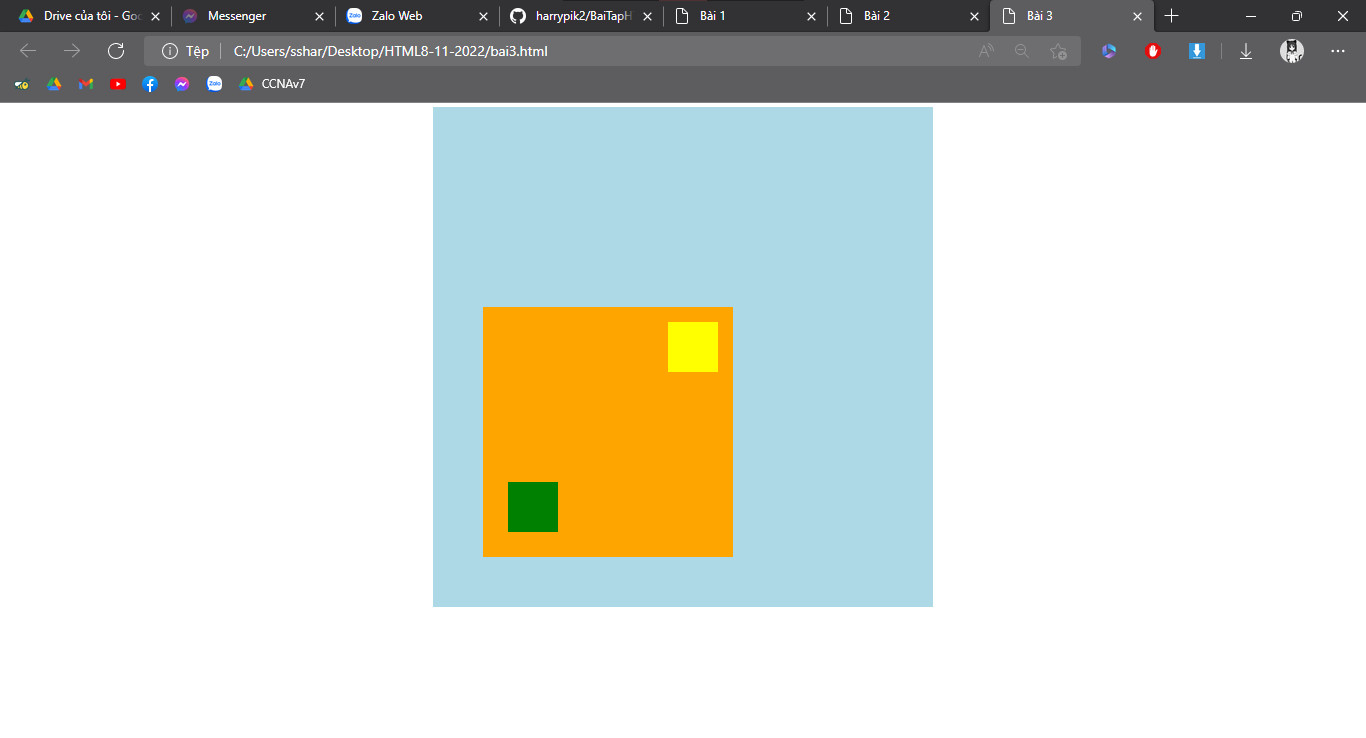 Drive của tôi - Goo
Messenger
Zalo Web
harrypik2/BaiTapH
Bài 1
Bài 2
Bài 3
Tệp
C:/Users/sshar/Desktop/HTML8-11-2022/bai3.html
Zalo
CCNAv7